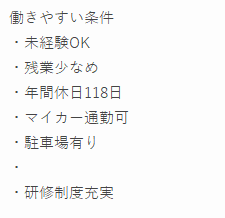 働きやすい条件
・未経験OK
・残業少なめ
・年間休日118日
・マイカー通勤可
・駐車場有り
・
・研修制度充実